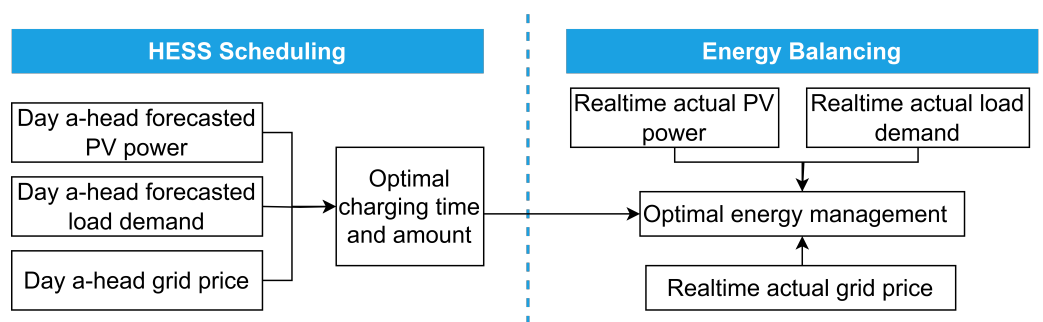 HESS Scheduling
Day a-head forecasted
PV power
Day a-head forecasted
load demand
Day a-head grid price
Optimal
charging time
and amount
Energy Balancing
Realtime actual PV
power
Realtime actual load
demand
Optimal energy management
Realtime actual grid price